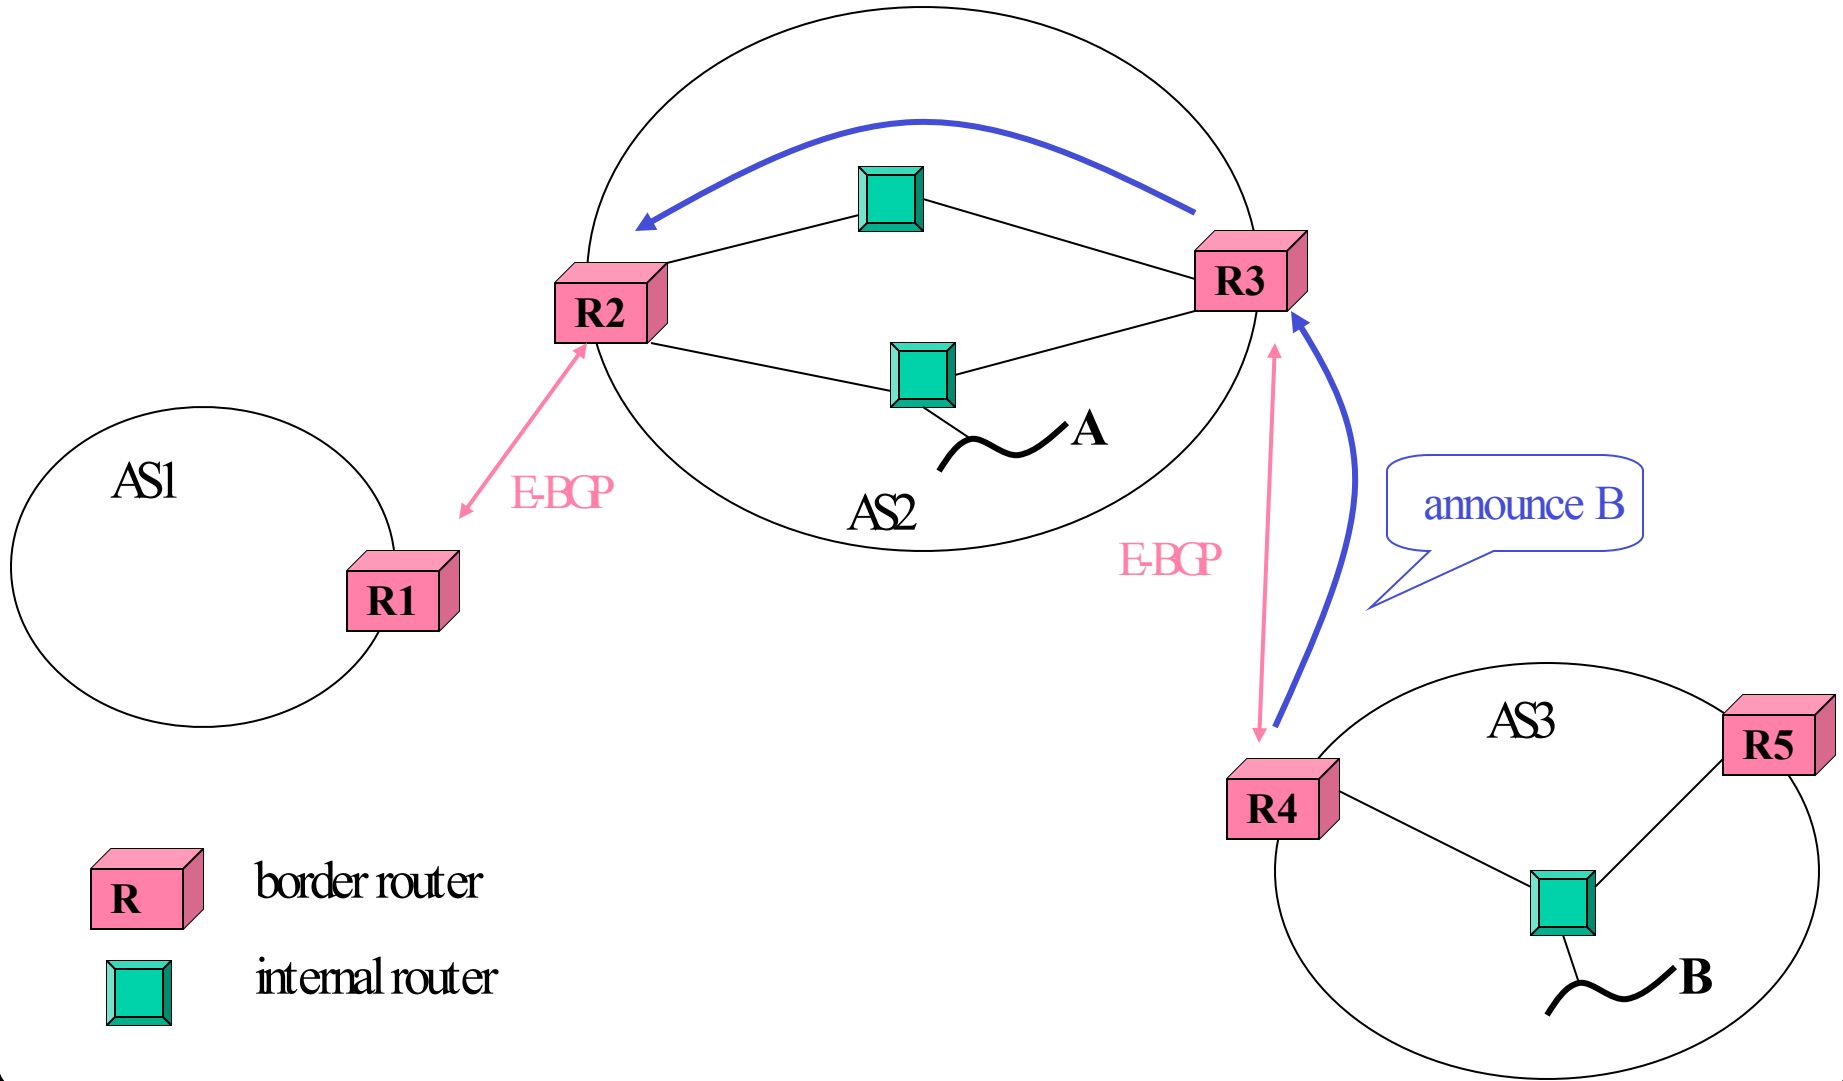 R3
R2
A
AS1
E-BGP
AS2
announce B
E-BGP
R1
AS3
R5
R4
R
border router
internal router
B